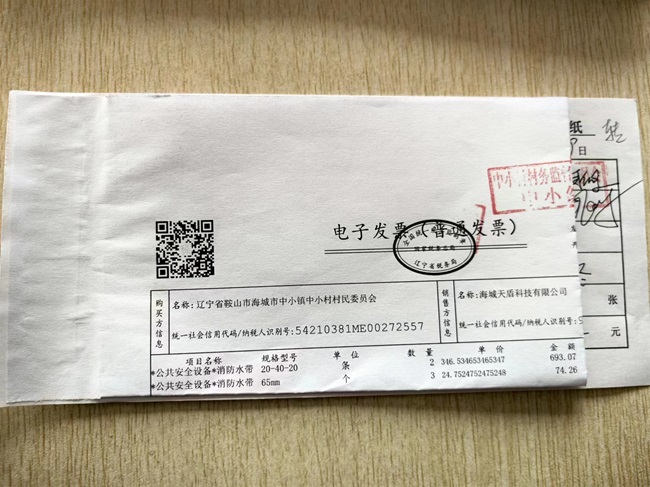 纸
日
电子发票（普通发票）
辽宁省税务局
购买方信息
名称:辽宁省鞍山市海城市中小镇中小村村民委员会
统一社会信用代码/纳税人识别号:54210381ME00272557
销售方信息
名称:海城天盾科技有限公司
统一社会信用代码/纳税人识别号:
项目名称 规格型号 单位 数量 单价 金额
*公共安全设备*消防水带 20-40-20 条 2 346.534653465347 693.07
*公共安全设备*消防水带 65mm 个 3 24.7524752475248 74.26
张
元